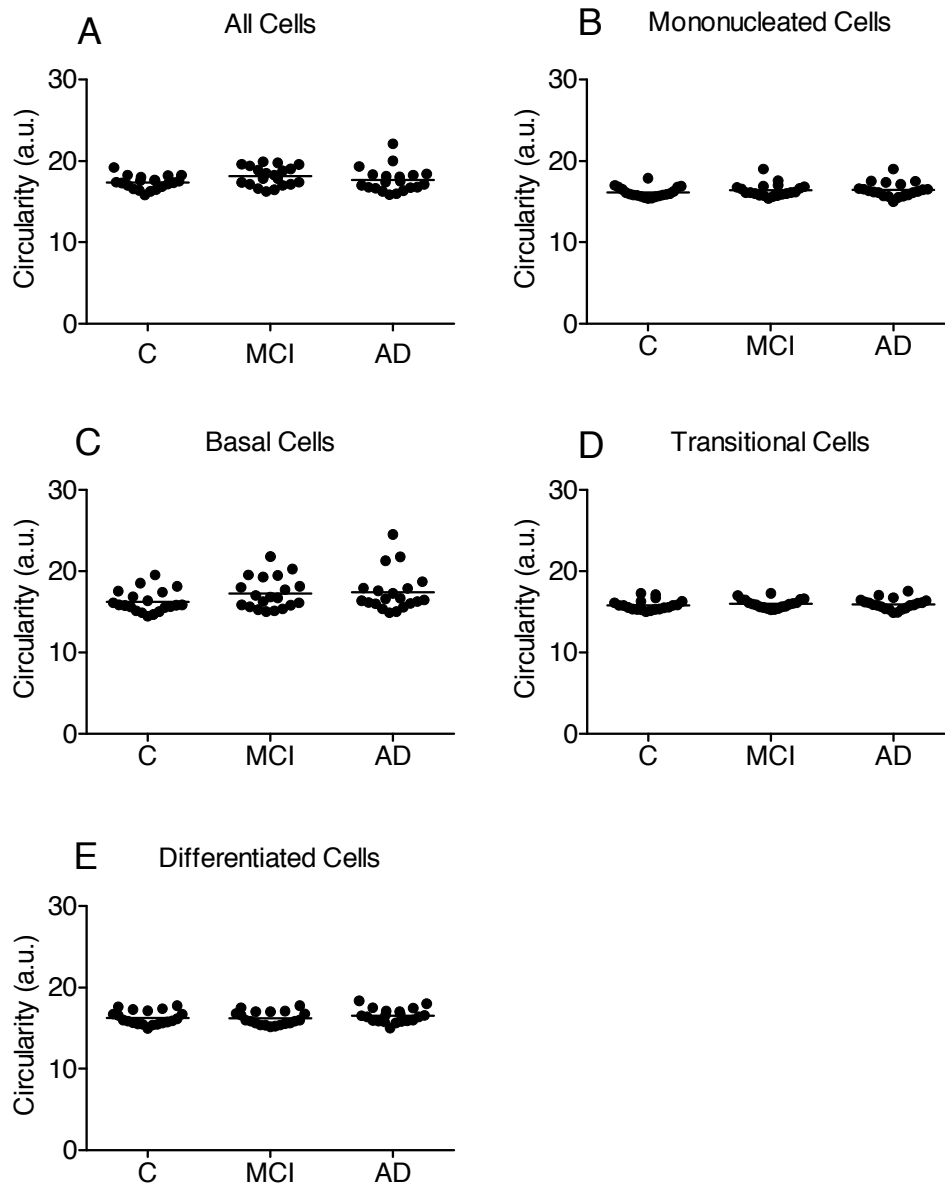 A All Cells
Circularity (a.u.)
30
20
10
0
C MCI AD
B Mononucleated Cells
Circularity (a.u.)
30
20
10
0
C MCI AD
C Basal Cells
Circularity (a.u.)
30
20
10
0
C MCI AD
D Transitional Cells
Circularity (a.u.)
30
20
10
0
C MCI AD
E Differentiated Cells
Circularity (a.u.)
30
20
10
0
C MCI AD